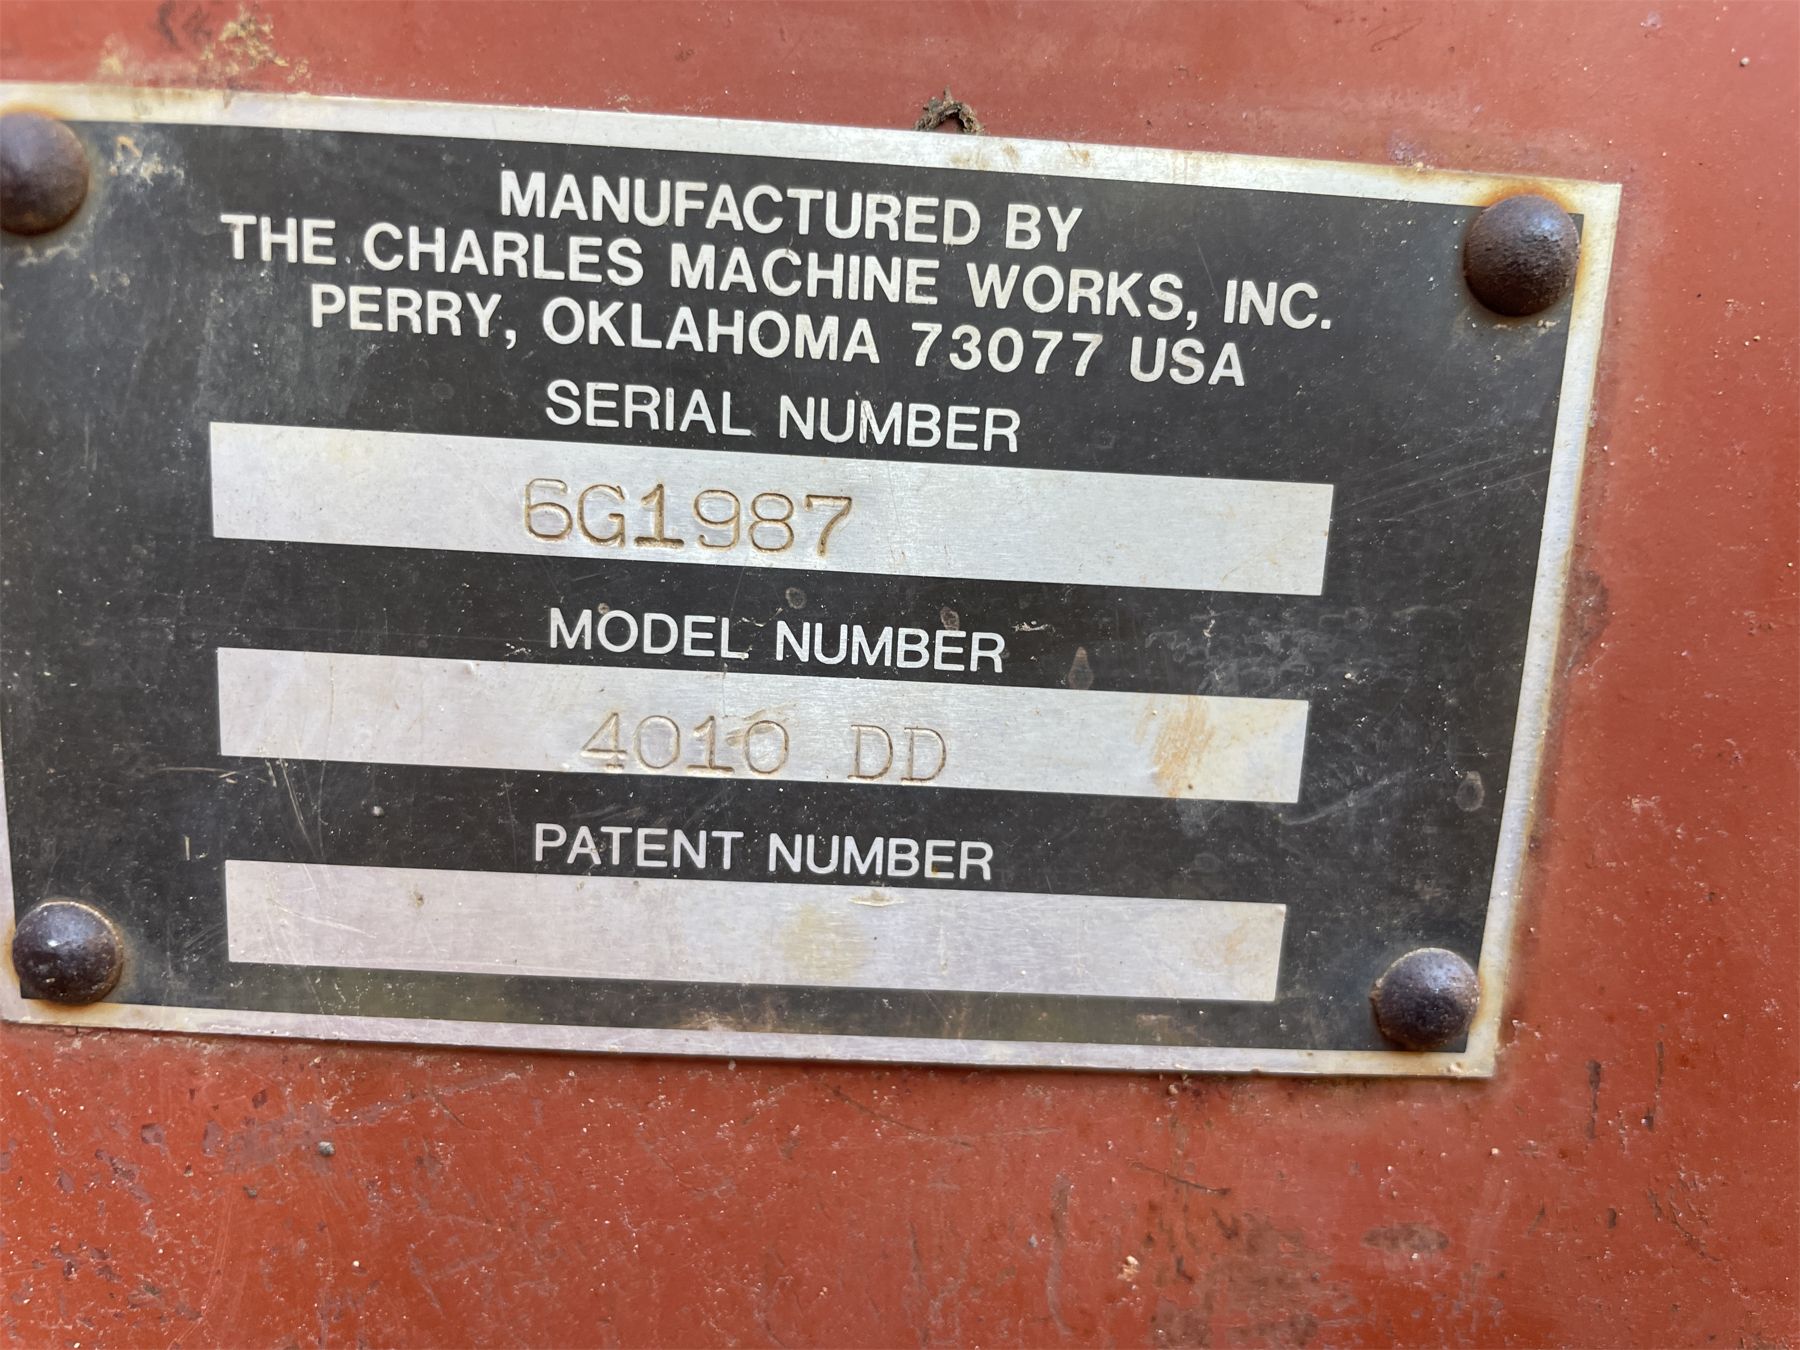 MANUFACTURED BY
THE CHARLES MACHINE WORKS, INC.
PERRY, OKLAHOMA 73077 USA
SERIAL NUMBER
6G1987
MODEL NUMBER
4010 DD
PATENT NUMBER